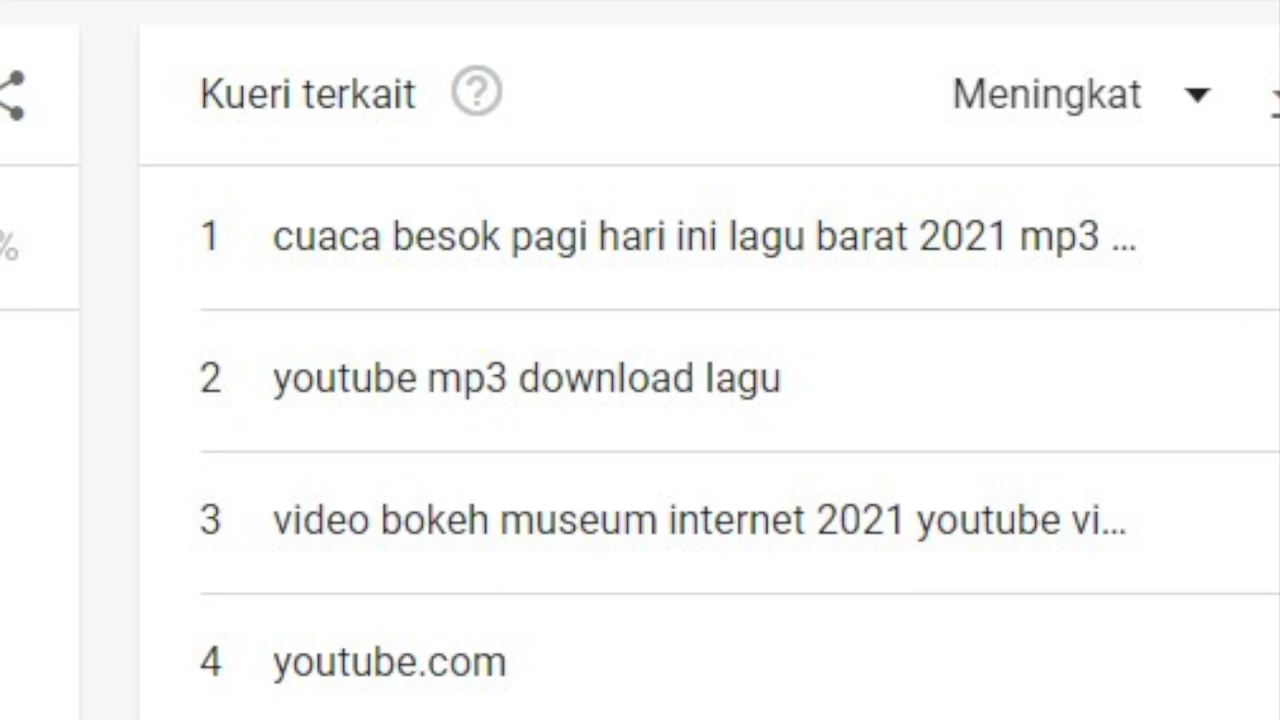 Kueri terkait
Meningkat
%
1 cuaca besok pagi hari ini lagu barat 2021 mp3 ...
2 youtube mp3 download lagu
3 video bokeh museum internet 2021 youtube vi...
4 youtube.com